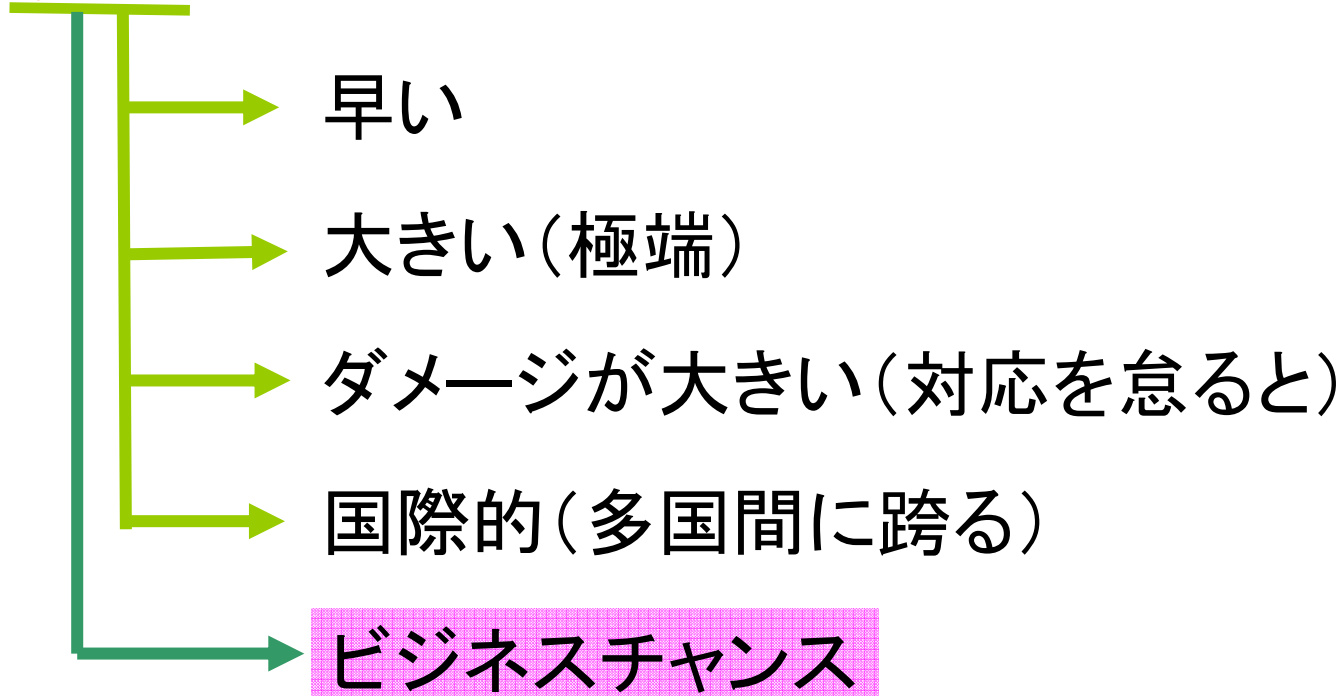 早い
大きい（極端）
ダメージが大きい（対応を怠ると）
国際的（多国間に跨る）
ビジネスチャンス